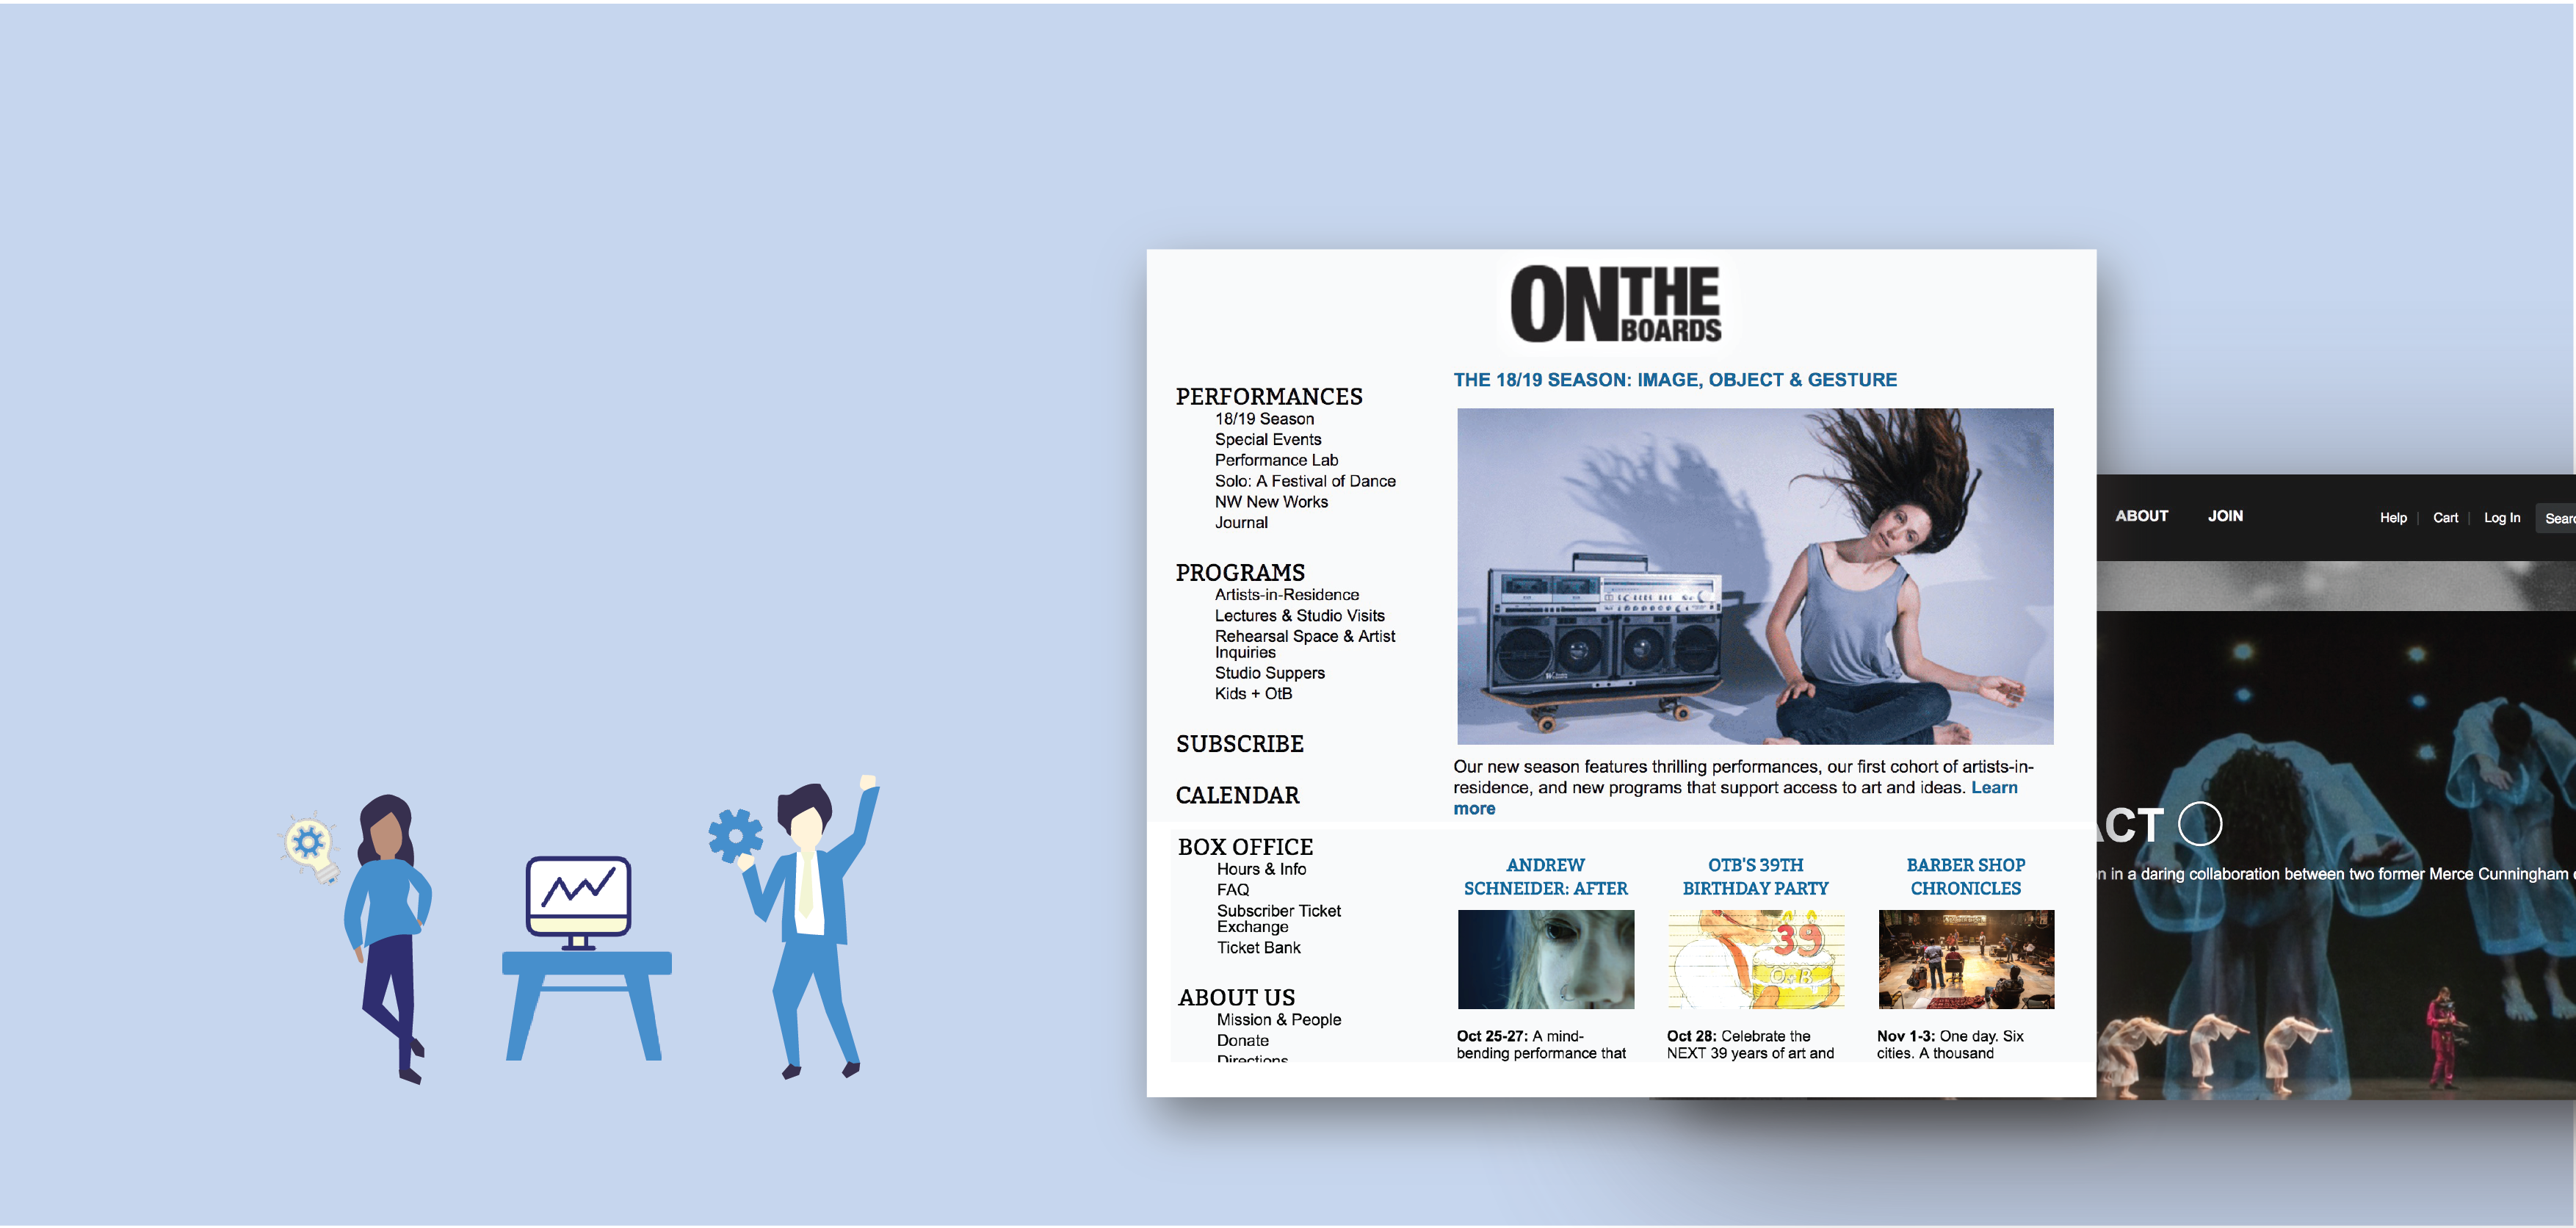 ON THE
BOARDS
PERFORMANCES
18/19 Season
Special Events
Performance Lab
Solo: A Festival of Dance
NW New Works
Journal
PROGRAMS
Artists-in-Residence
Lectures & Studio Visits
Rehearsal Space & Artist
Inquiries
Studio Suppers
Kids + OtB
SUBSCRIBE
CALENDAR
BOX OFFICE
Hours & Info
FAQ
Subscriber Ticket
Exchange
Ticket Bank
ABOUT US
Mission & People
Donate
Directions
THE 18/19 SEASON: IMAGE, OBJECT & GESTURE
Our new season features thrilling performances, our first cohort of artists-in-
residence, and new programs that support access to art and ideas. Learn
more
ANDREW
SCHNEIDER: AFTER
Oct 25-27: A mind-
bending performance that
OTB'S 39TH
BIRTHDAY PARTY
39
OtB
Oct 28: Celebrate the
NEXT 39 years of art and
BARBER SHOP
CHRONICLES
Nov 1-3: One day. Six
cities. A thousand
ABOUT JOIN
Help | Cart | Log In
Searc
ACT
n in a daring collaboration between two former Merce Cunningham